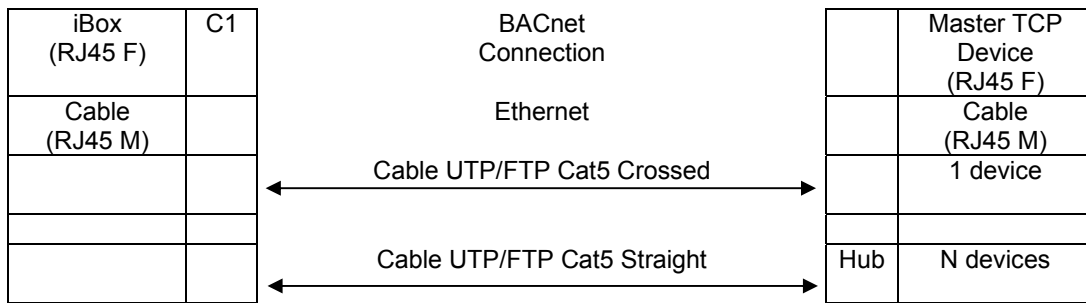 iBox C1 BACnet Master TCP
(RJ45 F) Connection Device
(RJ45 F)
Cable Ethernet Cable
(RJ45 M) (RJ45 M)
Cable UTP/FTP Cat5 Crossed 1 device
Cable UTP/FTP Cat5 Straight Hub N devices